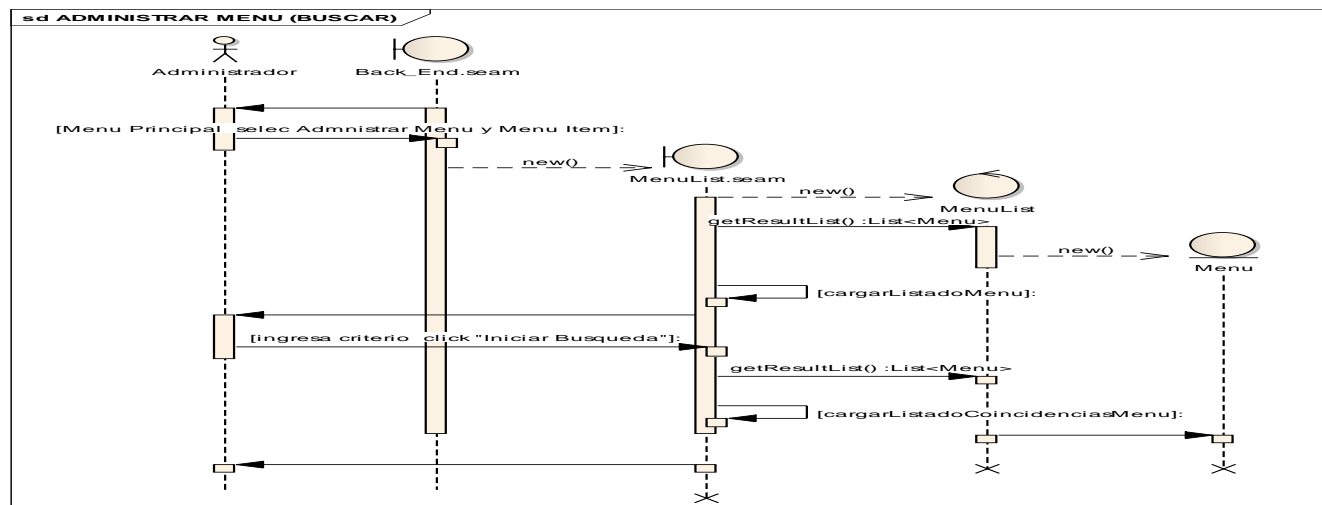 sd ADMINISTRAR MENU (BUSCAR)
Administrador
Back_End.seam
[Menu Principal selec Admnistrar Menu y Menu Item]:
new()
MenuList.seam
new()
MenuList
getResultList() :List<Menu>
new()
Menu
[cargarListadoMenu]:
[ingresa criterio click "Iniciar Busqueda"]:
getResultList() :List<Menu>
[cargarListadoCoincidenciasMenu]: